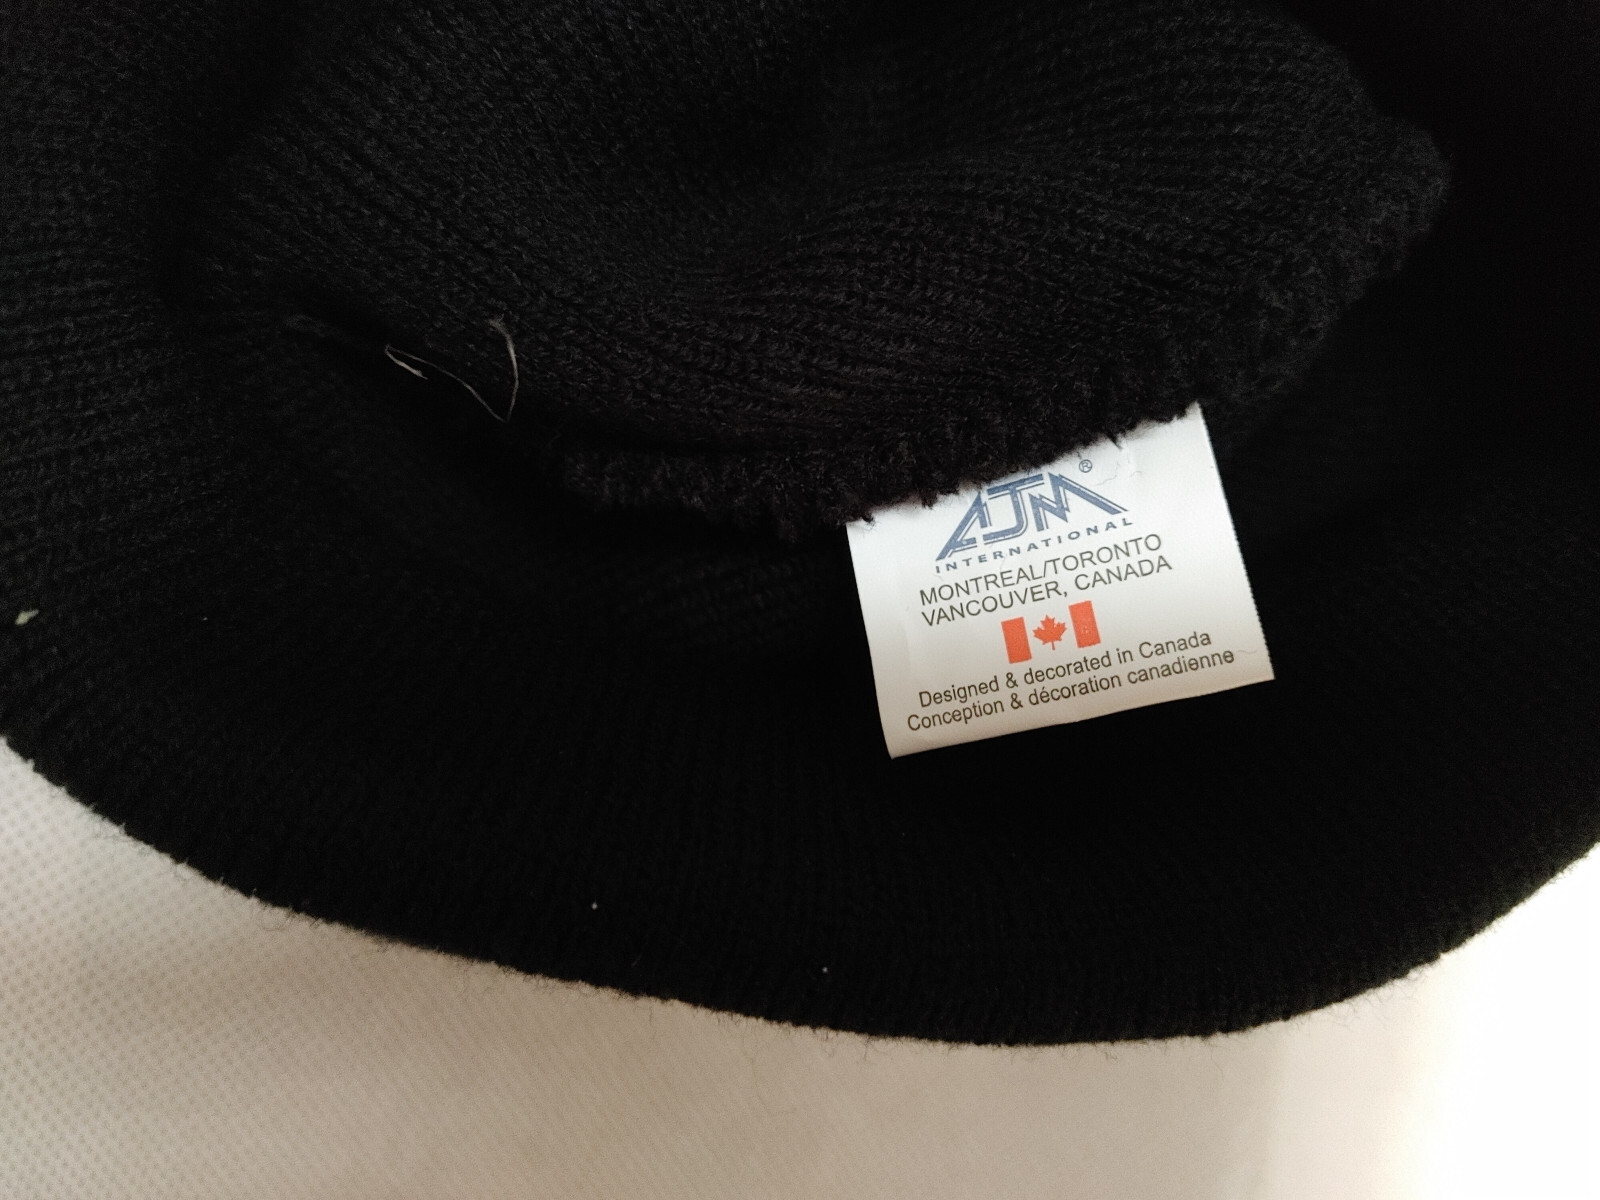 AJM ®
INTERNATIONAL
MONTREAL/TORONTO
VANCOUVER, CANADA
Designed & decorated in Canada
Conception & décoration canadienne